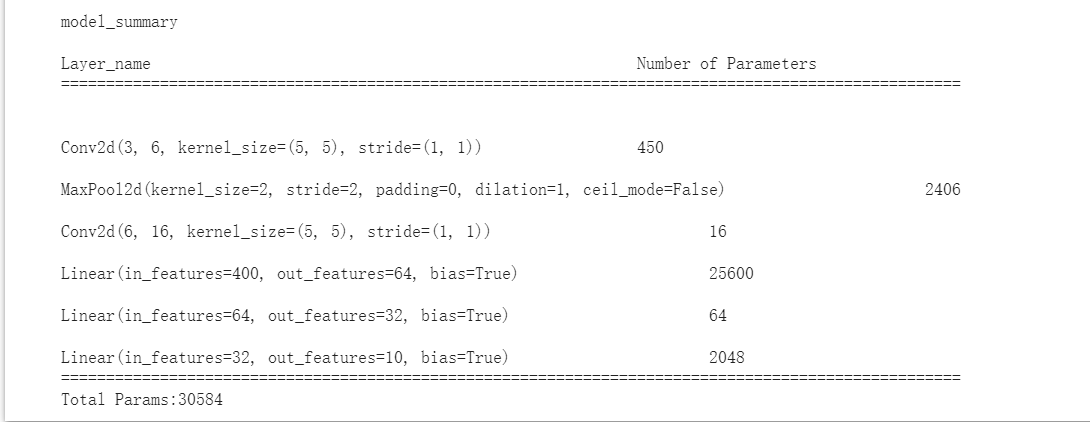 model_summary
Layer_name Number of Parameters
====================================================================================================
Conv2d(3, 6, kernel_size=(5, 5), stride=(1, 1)) 450
MaxPool2d(kernel_size=2, stride=2, padding=0, dilation=1, ceil_mode=False) 2406
Conv2d(6, 16, kernel_size=(5, 5), stride=(1, 1)) 16
Linear(in_features=400, out_features=64, bias=True) 25600
Linear(in_features=64, out_features=32, bias=True) 64
Linear(in_features=32, out_features=10, bias=True) 2048
====================================================================================================
Total Params:30584